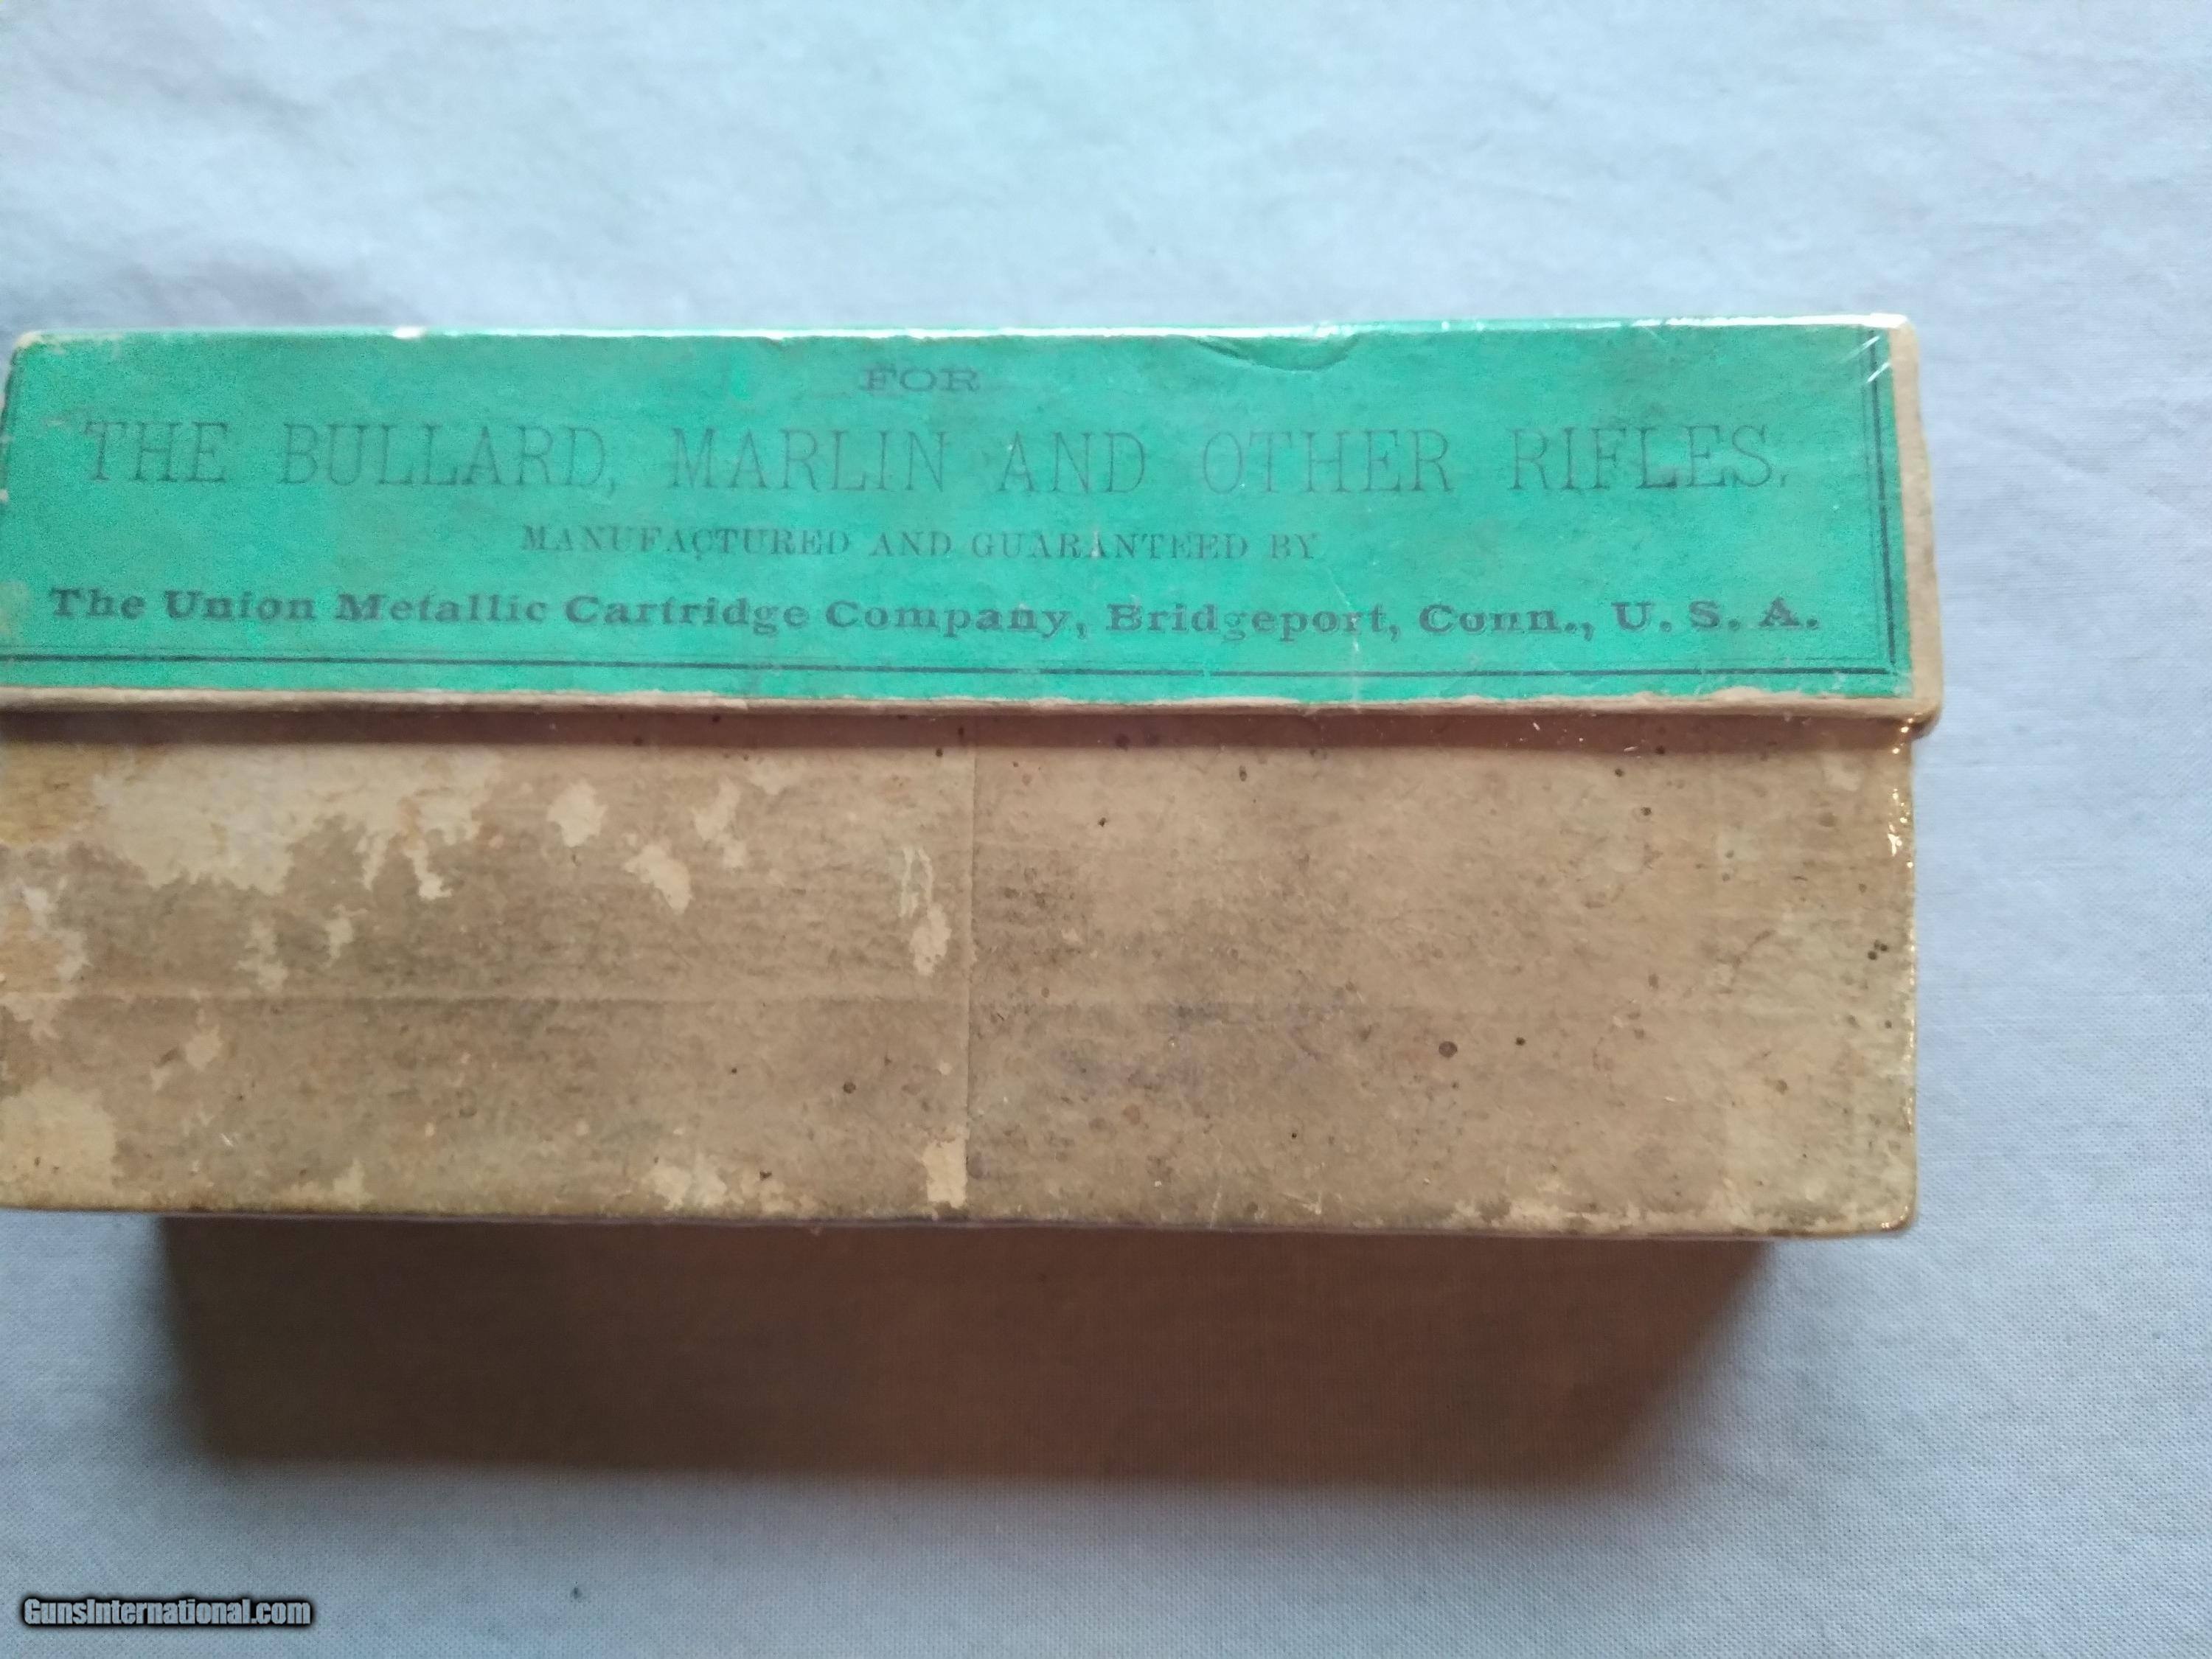 FOR
THE BULLARD, MARLIN AND OTHER RIFLES,
MANUFACTURED AND GUARANTEED BY
The Union Metallic Cartridge Company, Bridgeport, Conn., U. S. A.
GunsInternational.com